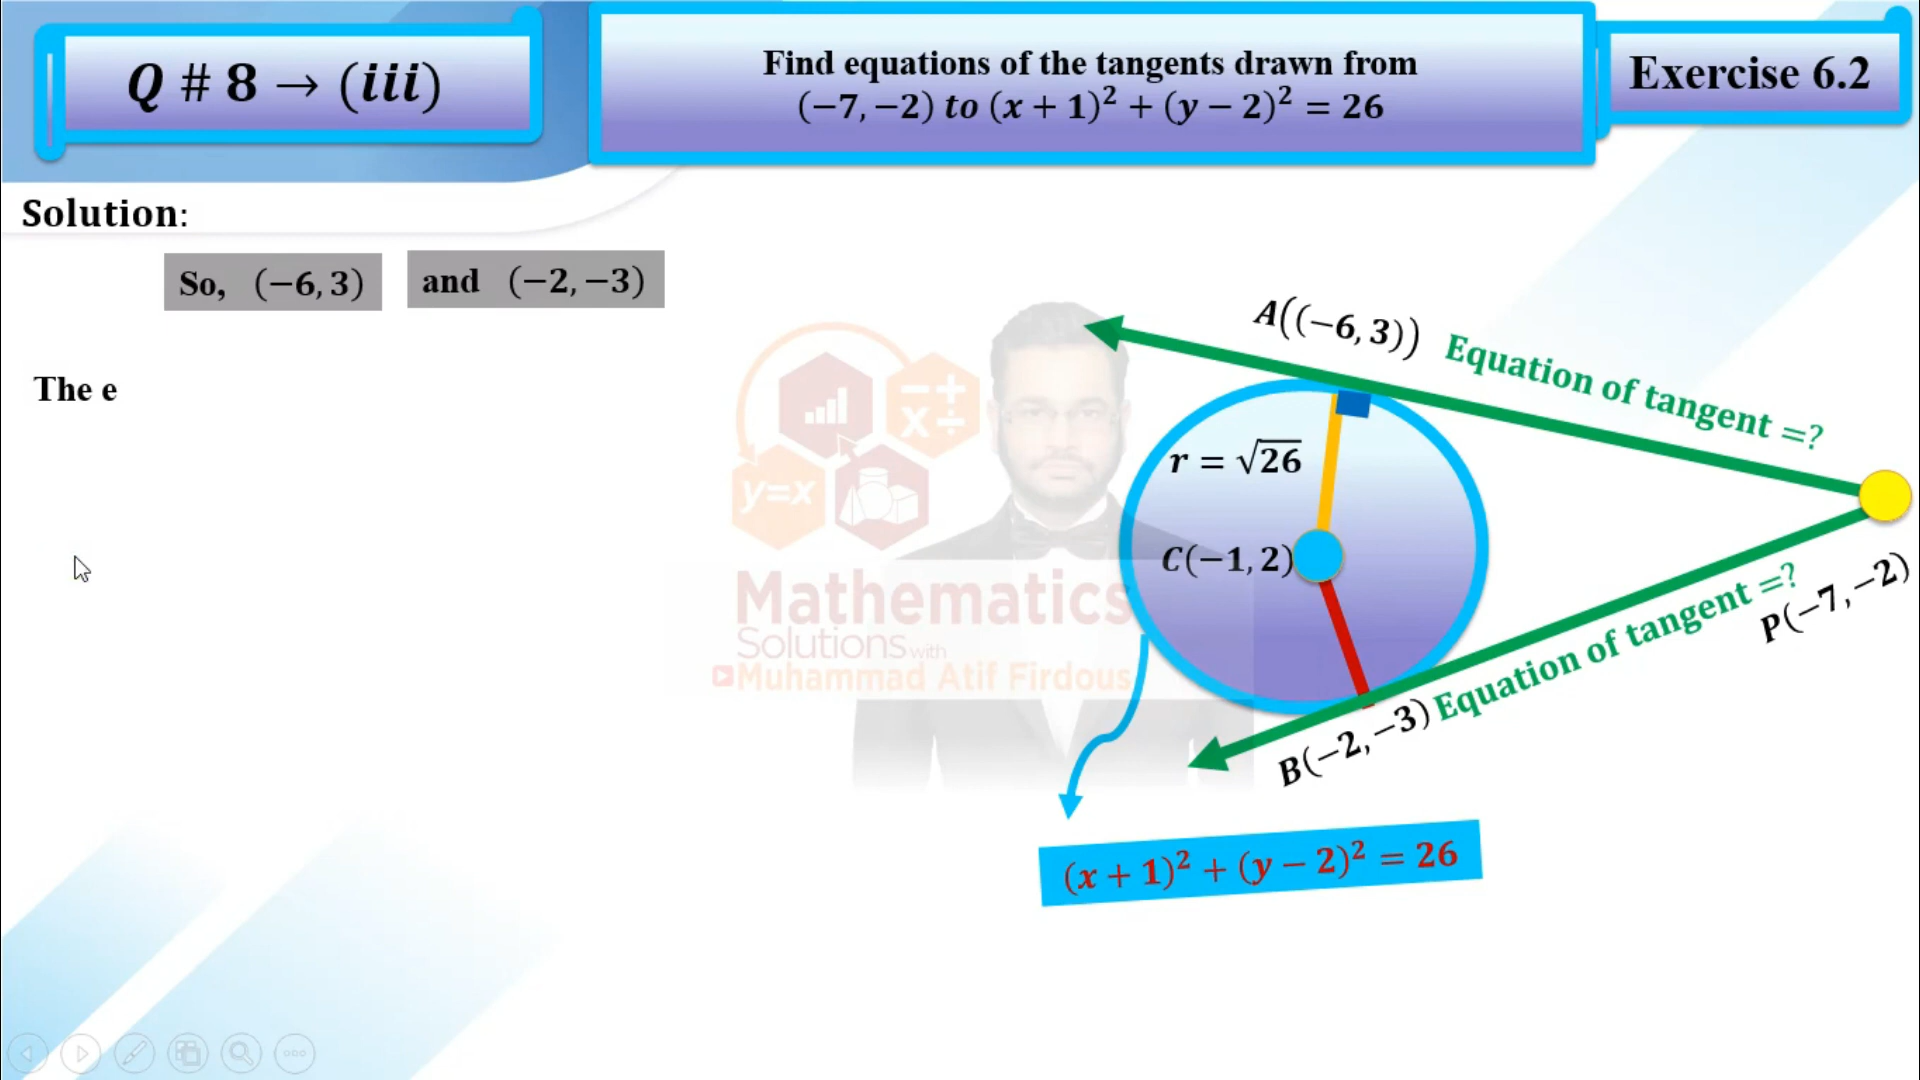 Q # 8 → (iii)
Find equations of the tangents drawn from
(−7, −2) to (x + 1)² + (y − 2)² = 26
Exercise 6.2
Solution:
So, (−6, 3)
and (−2, −3)
The e
A((−6, 3))
Equation of tangent =?
r = √26
C(−1, 2)
P(−7, −2)
Equation of tangent =?
B(−2, −3)
(x + 1)² + (y − 2)² = 26
y=x
Mathematics
Solutions with
Muhammad Atif Firdous